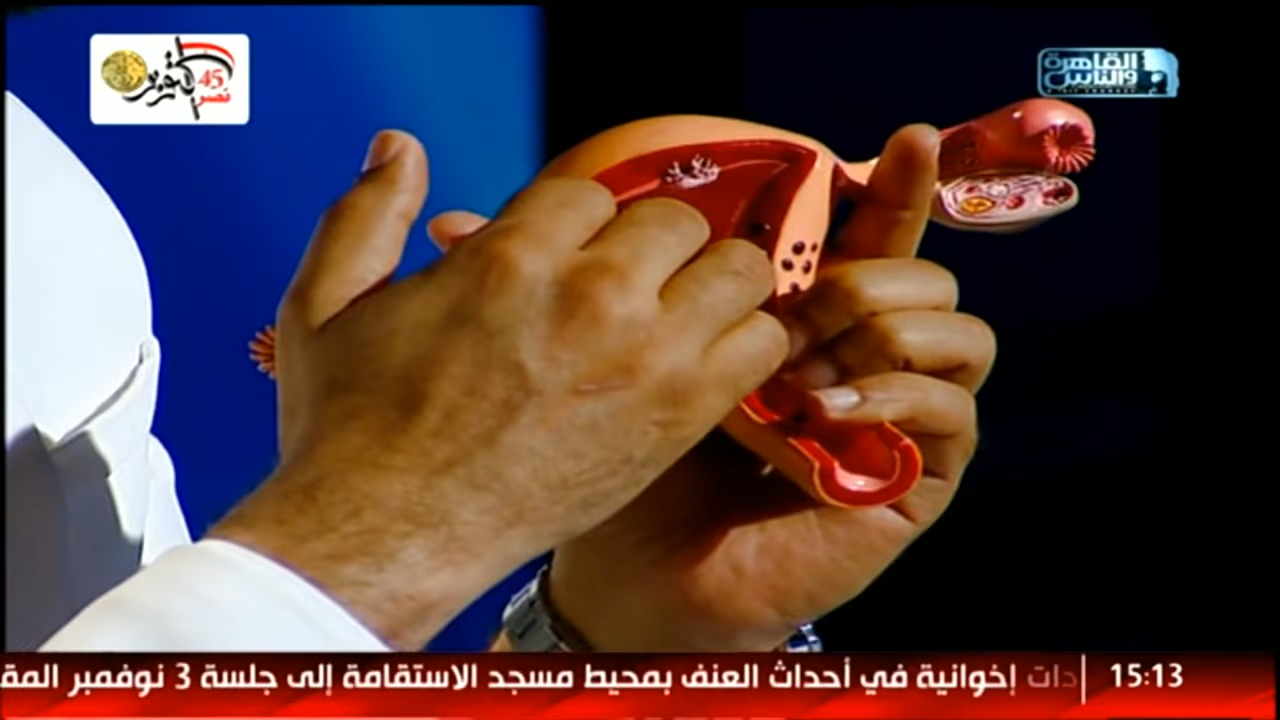 أكتوبر
45
نصر
القاهرة
والناس
دات إخوانية في أحداث العنف بمحيط مسجد الاستقامة إلى جلسة 3 نوفمبر المق
15:13